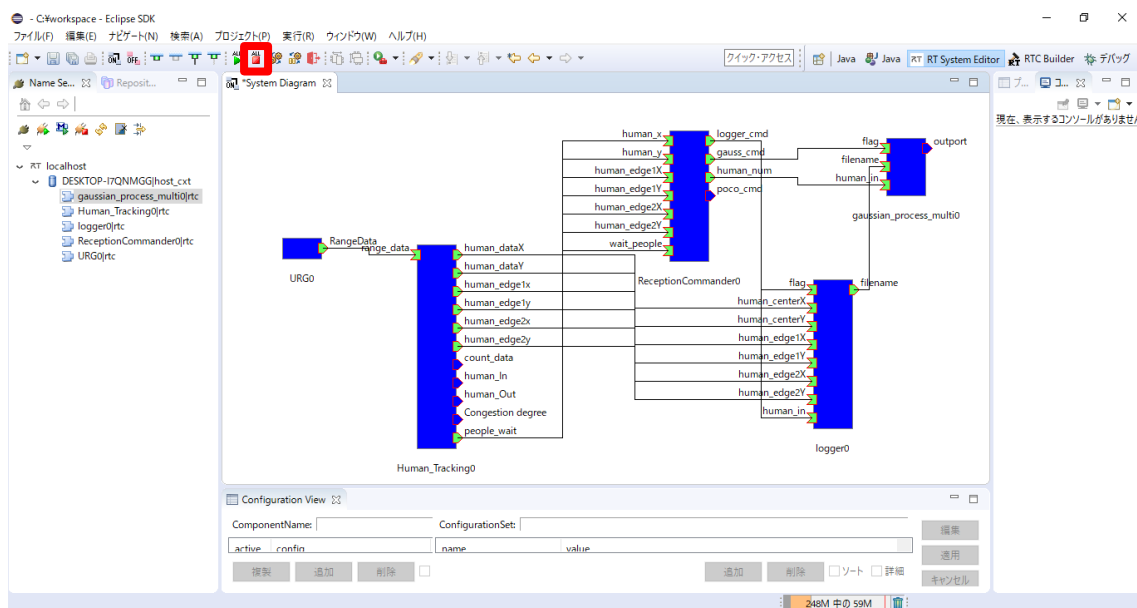 - C:¥workspace - Eclipse SDK
ファイル(F) 編集(E) ナビゲート(N) 検索(A) プロジェクト(P) 実行(R) ウィンドウ(W) ヘルプ(H)
ON OFF ALL
クイック・アクセス Java Java RT RT System Editor RTC Builder デバッグ
Name Se... Reposit...
*System Diagram
プ... コ...
現在、表示するコンソールがありません
RT localhost
DESKTOP-I7QNMGG|host_cxt
gaussian_process_multi0|rtc
Human_Tracking0|rtc
logger0|rtc
ReceptionCommander0|rtc
URG0|rtc
human_x
human_y
human_edge1X
human_edge1Y
human_edge2X
human_edge2Y
wait_people
logger_cmd
gauss_cmd
human_num
poco_cmd
ReceptionCommander0
flag
filename
human_in
outport
gaussian_process_multi0
RangeData
URG0
range_data
human_dataX
human_dataY
human_edge1x
human_edge1y
human_edge2x
human_edge2y
count_data
human_In
human_Out
Congestion degree
people_wait
Human_Tracking0
flag
human_centerX
human_centerY
human_edge1X
human_edge1Y
human_edge2X
human_edge2Y
human_in
filename
logger0
Configuration View
ComponentName: ConfigurationSet:
active config name value
編集
適用
キャンセル
複製 追加 削除 追加 削除 ソート 詳細
248M 中の 59M